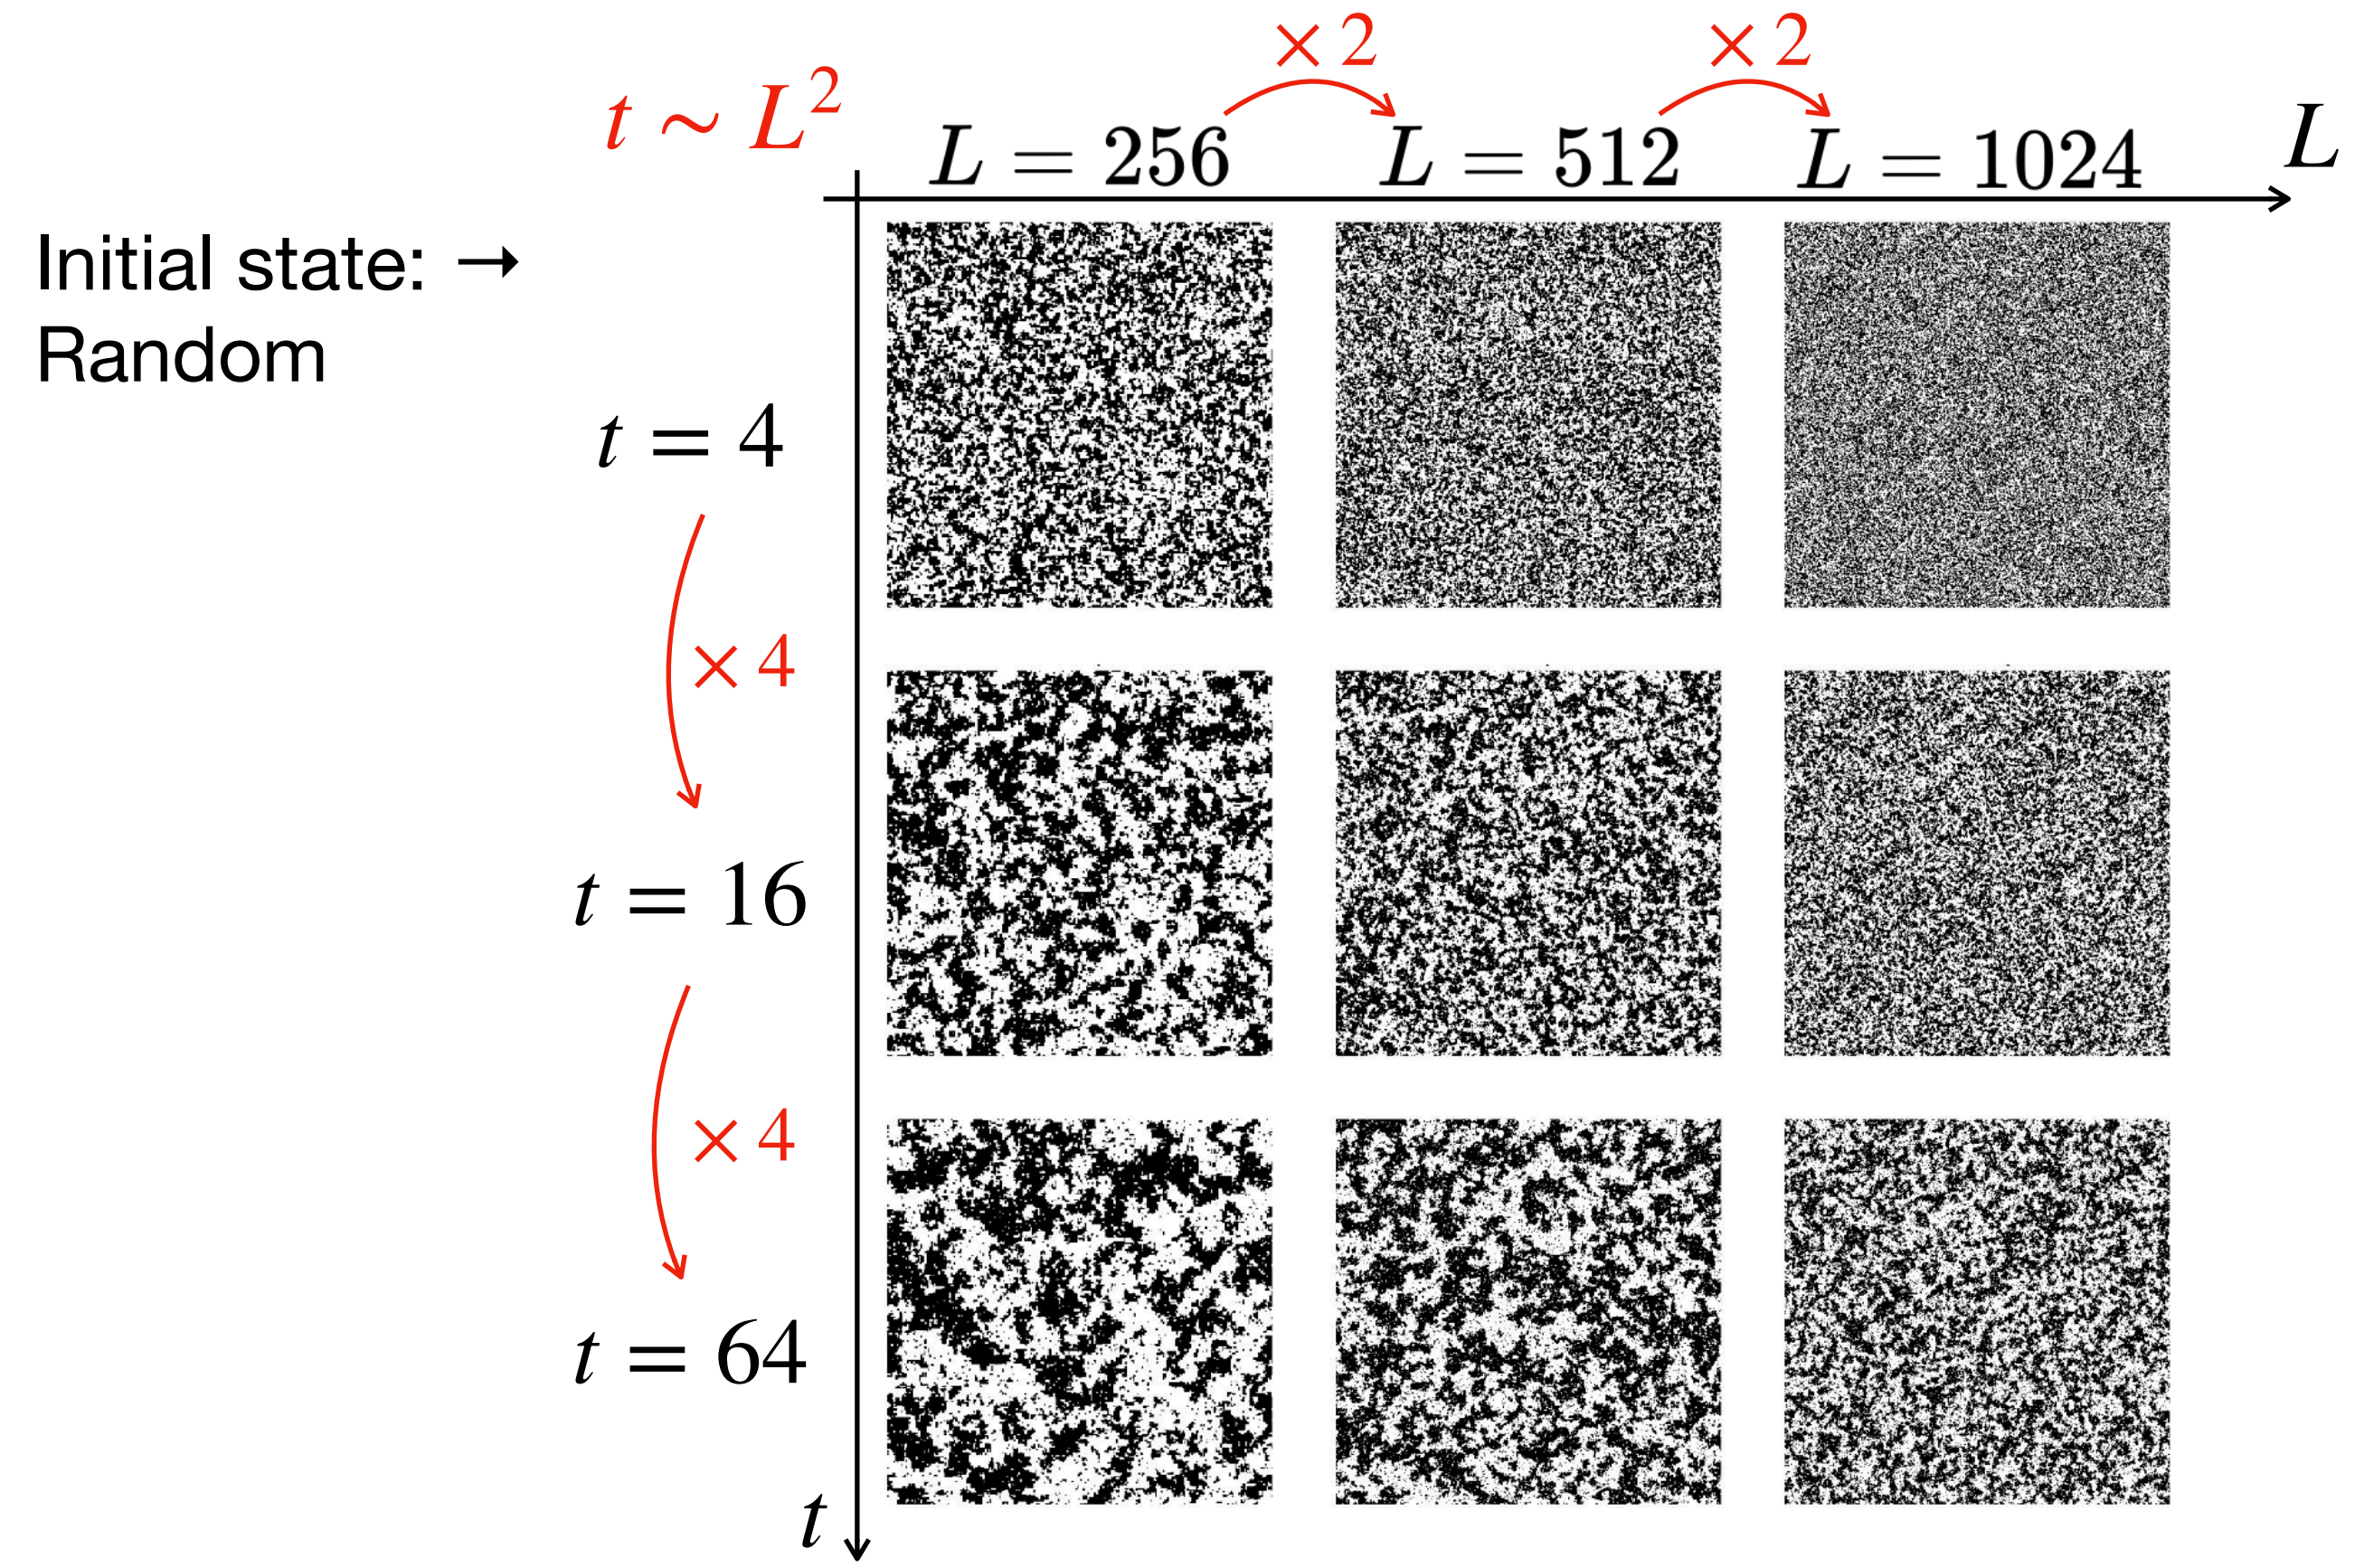 × 2
× 2
t ~ L²
L = 256
L = 512
L = 1024
L
Initial state: →
Random
t = 4
× 4
t = 16
× 4
t = 64
t